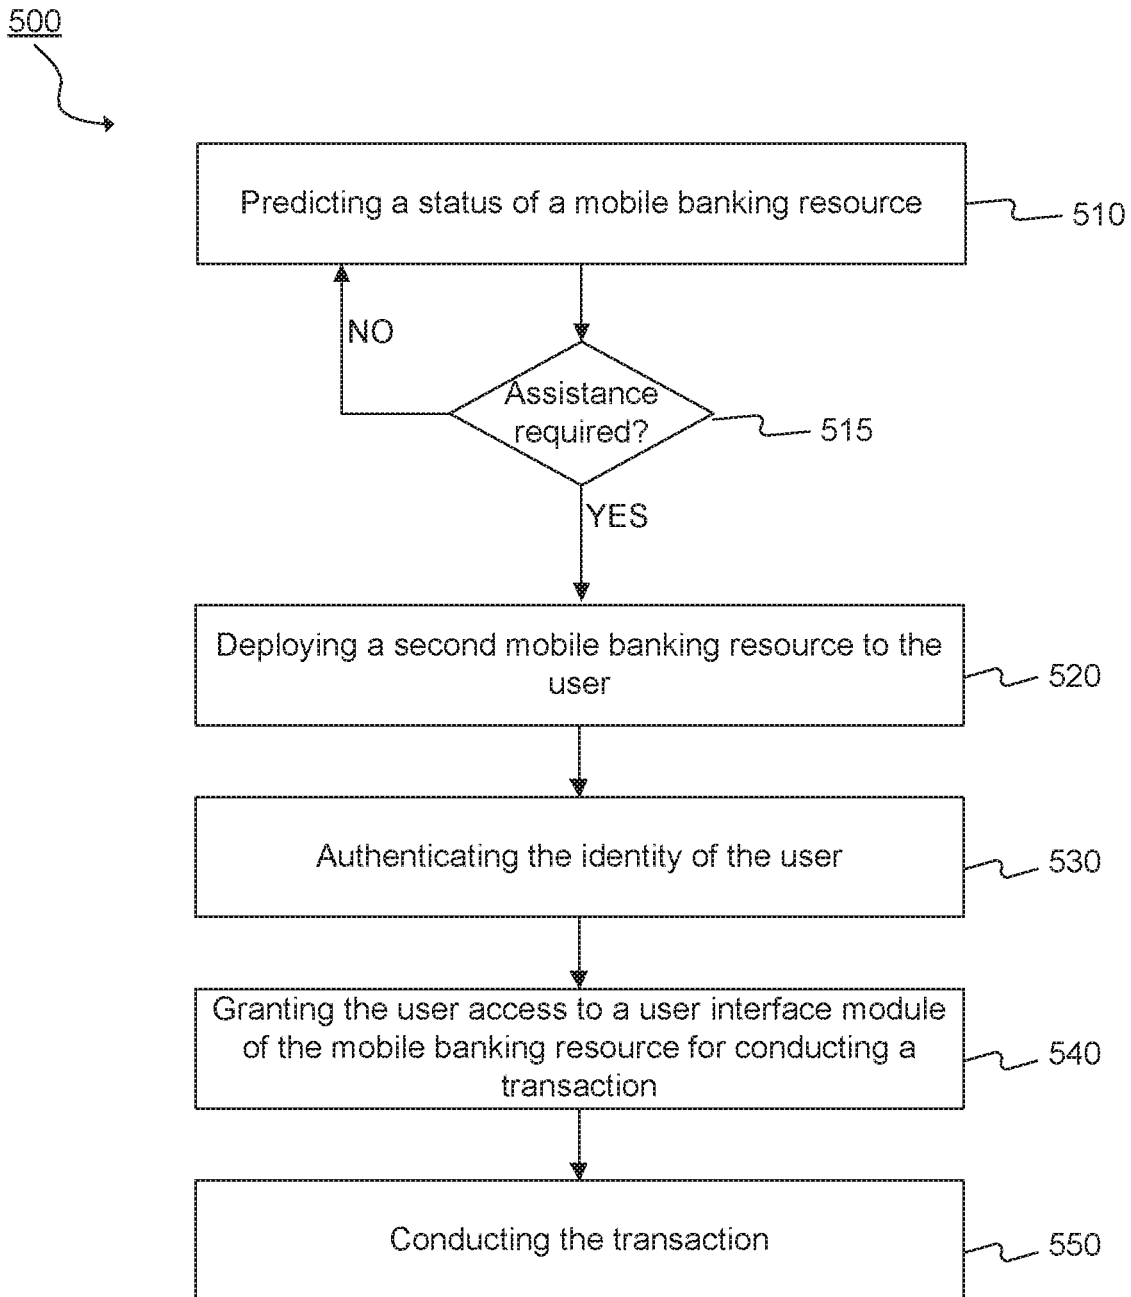 500
Predicting a status of a mobile banking resource
510
NO
Assistance
required?
515
YES
Deploying a second mobile banking resource to the
user
520
Authenticating the identity of the user
530
Granting the user access to a user interface module
of the mobile banking resource for conducting a
transaction
540
Conducting the transaction
550